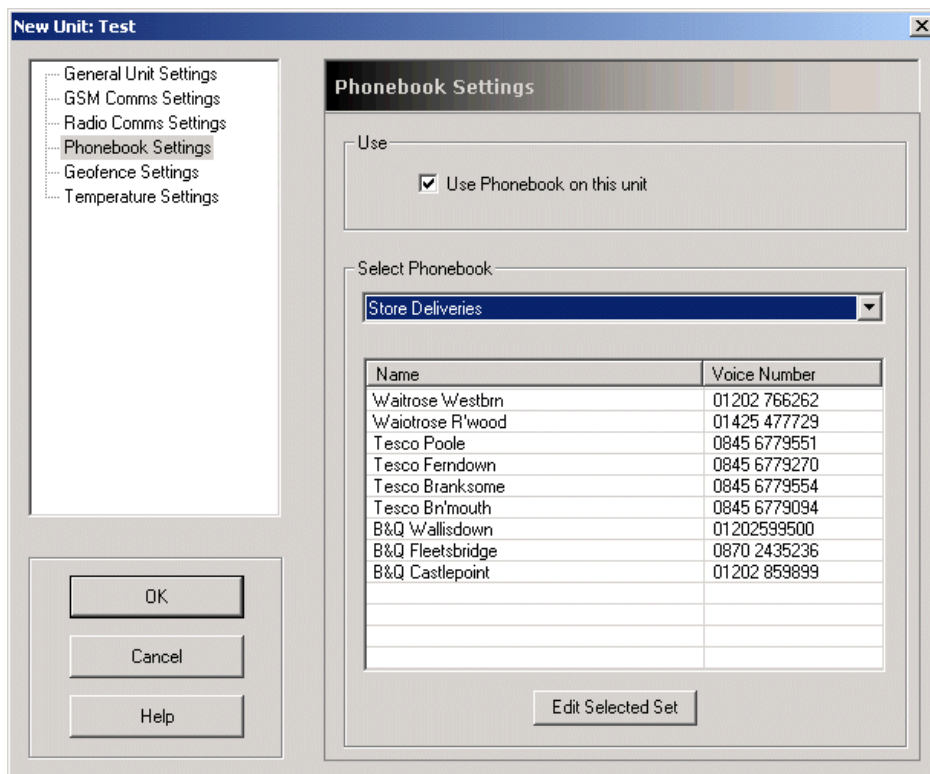 New Unit: Test
General Unit Settings
GSM Comms Settings
Radio Comms Settings
Phonebook Settings
Geofence Settings
Temperature Settings
OK
Cancel
Help
Phonebook Settings
Use
Use Phonebook on this unit
Select Phonebook
Store Deliveries
Name Voice Number
Waitrose Westbrn 01202 766262
Waiotrose R'wood 01425 477729
Tesco Poole 0845 6779551
Tesco Ferndown 0845 6779270
Tesco Branksome 0845 6779554
Tesco Bn'mouth 0845 6779094
B&Q Wallisdown 01202599500
B&Q Fleetsbridge 0870 2435236
B&Q Castlepoint 01202 859899
Edit Selected Set